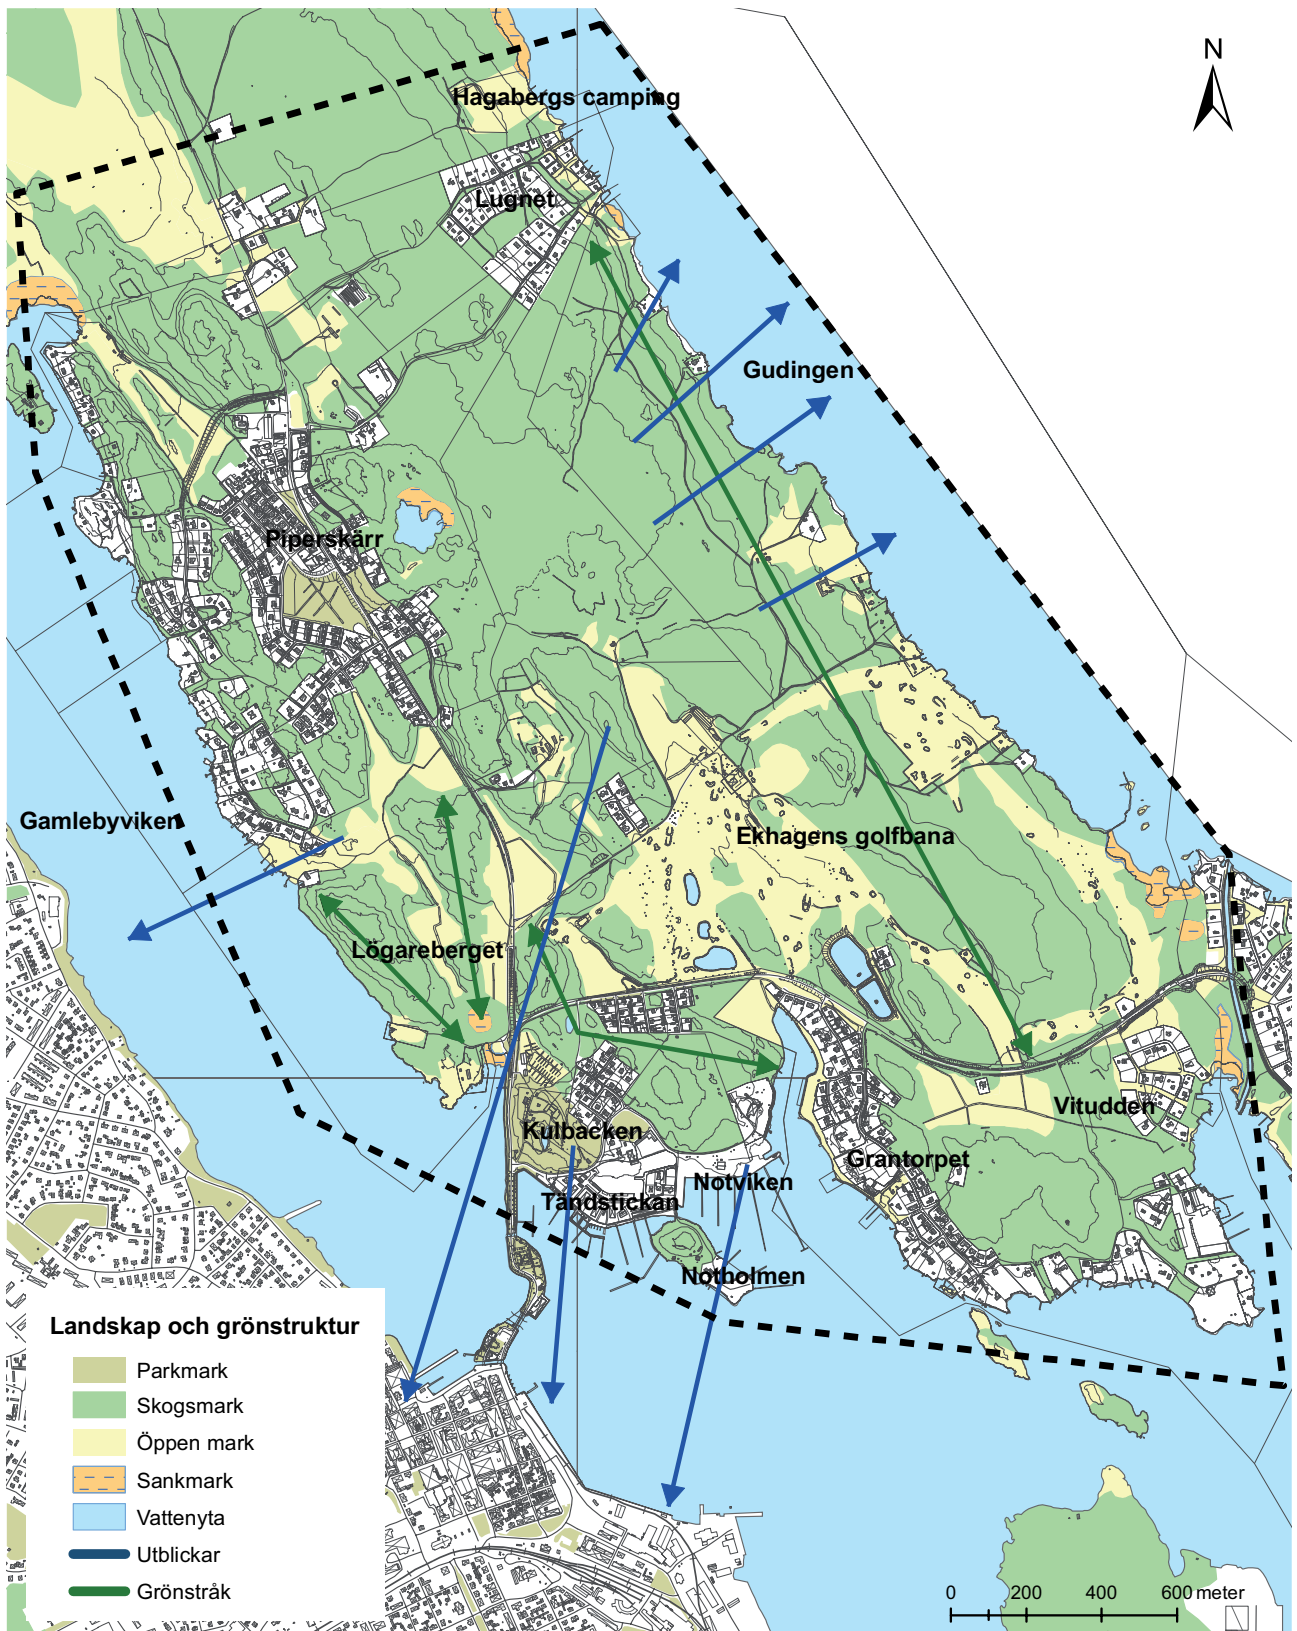 N
Hagabergs camping
Lugnet
Gudingen
Piperskärr
Gamlebyviken
Ekhagens golfbana
Lögareberget
Vitudden
Kulbacken
Grantorpet
Notviken
Tändstickan
Notholmen
Landskap och grönstruktur
Parkmark
Skogsmark
Öppen mark
Sankmark
Vattenyta
Utblickar
Grönstråk
0 200 400 600 meter